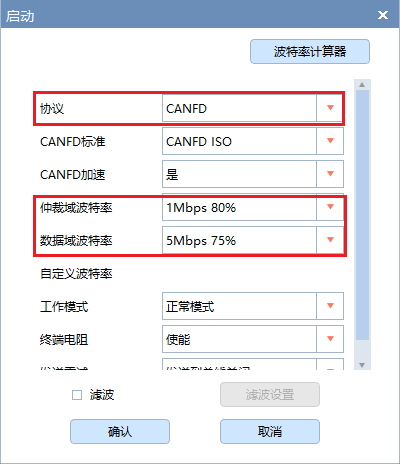 启动
波特率计算器
协议 CANFD
CANFD标准 CANFD ISO
CANFD加速 是
仲裁域波特率 1Mbps 80%
数据域波特率 5Mbps 75%
自定义波特率
工作模式 正常模式
终端电阻 使能
滤波 滤波设置
确认 取消